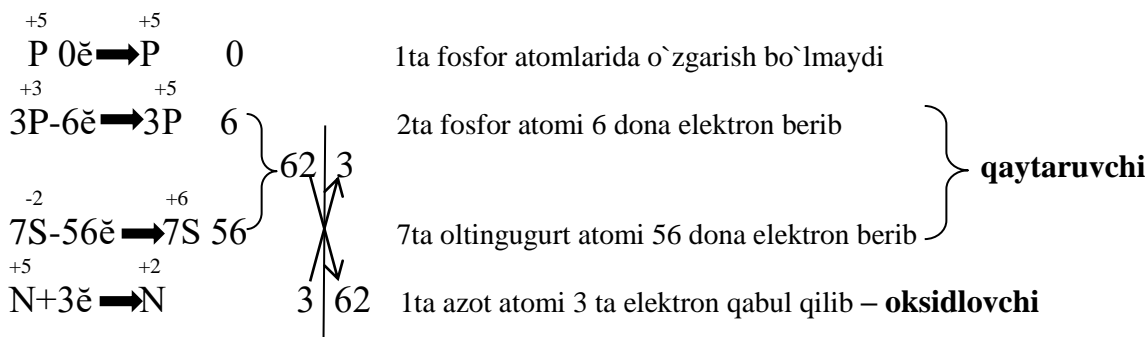 +5 +5
P 0ĕ➡P 0 1ta fosfor atomlarida o`zgarish bo`lmaydi
+3 +5
3P-6ĕ➡3P 6 2ta fosfor atomi 6 dona elektron berib
62 3 qaytaruvchi
-2 +6
7S-56ĕ➡7S 56 7ta oltingugurt atomi 56 dona elektron berib
+5 +2
N+3ĕ➡N 3 62 1ta azot atomi 3 ta elektron qabul qilib – oksidlovchi